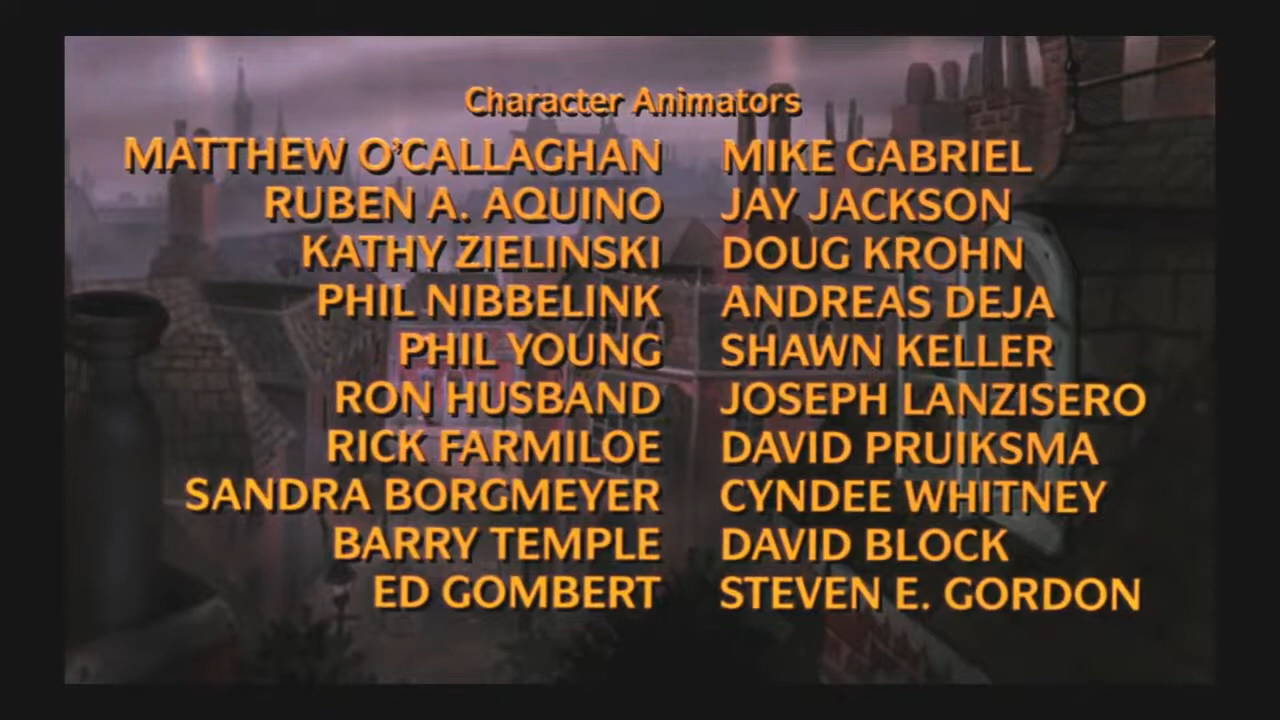 Character Animators
MATTHEW O'CALLAGHAN MIKE GABRIEL
RUBEN A. AQUINO JAY JACKSON
KATHY ZIELINSKI DOUG KROHN
PHIL NIBBELINK ANDREAS DEJA
PHIL YOUNG SHAWN KELLER
RON HUSBAND JOSEPH LANZISERO
RICK FARMILOE DAVID PRUIKSMA
SANDRA BORGMEYER CYNDEE WHITNEY
BARRY TEMPLE DAVID BLOCK
ED GOMBERT STEVEN E. GORDON